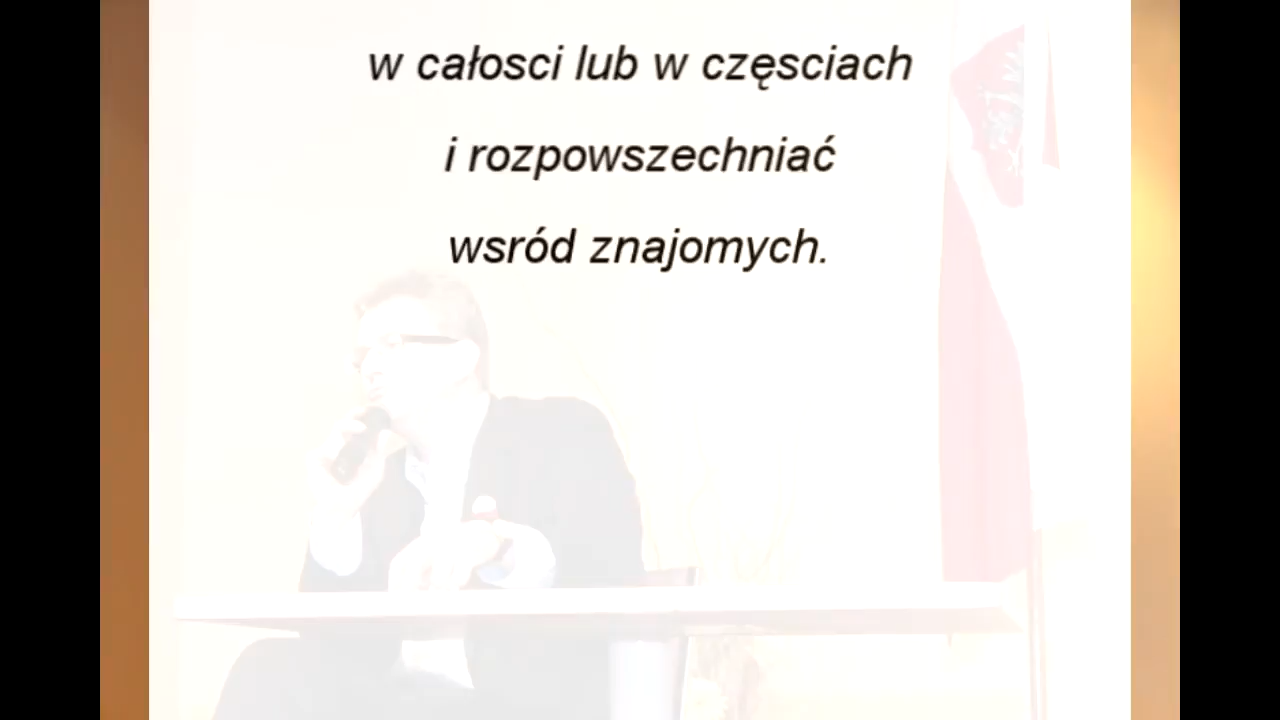 w całosci lub w częsciach
i rozpowszechniać
wsród znajomych.